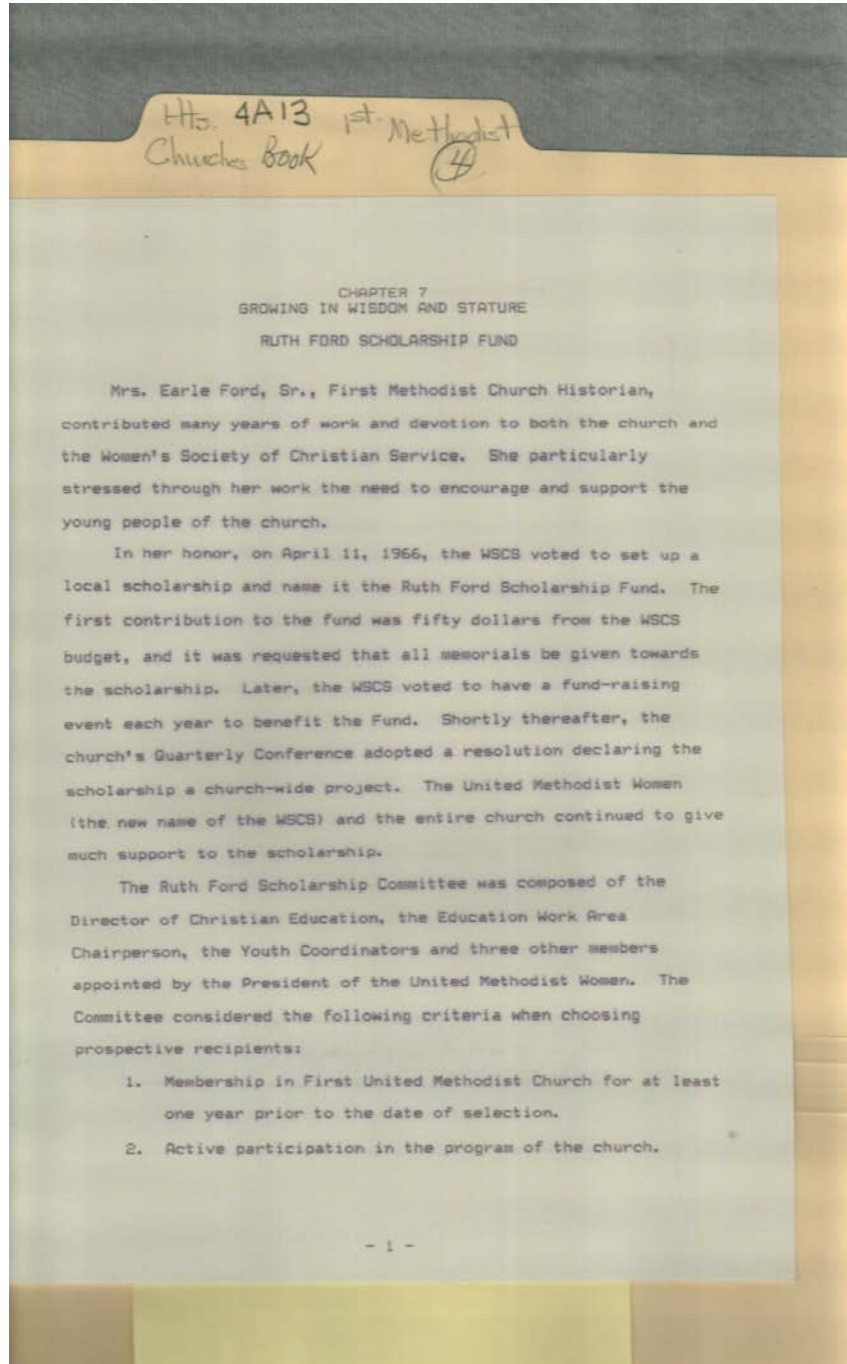 4A13 1st. Methodist
Churches Book 4
CHAPTER 7
GROWING IN WISDOM AND STATURE
RUTH FORD SCHOLARSHIP FUND
Mrs. Earle Ford, Sr., First Methodist Church Historian,
contributed many years of work and devotion to both the church and
the Women's Society of Christian Service. She particularly
stressed through her work the need to encourage and support the
young people of the church.
In her honor, on April 11, 1966, the WSCS voted to set up a
local scholarship and name it the Ruth Ford Scholarship Fund. The
first contribution to the fund was fifty dollars from the WSCS
budget, and it was requested that all memorials be given towards
the scholarship. Later, the WSCS voted to have a fund-raising
event each year to benefit the Fund. Shortly thereafter, the
church's Quarterly Conference adopted a resolution declaring the
scholarship a church-wide project. The United Methodist Women
(the new name of the WSCS) and the entire church continued to give
much support to the scholarship.
The Ruth Ford Scholarship Committee was composed of the
Director of Christian Education, the Education Work Area
Chairperson, the Youth Coordinators and three other members
appointed by the President of the United Methodist Women. The
Committee considered the following criteria when choosing
prospective recipients:
1. Membership in First United Methodist Church for at least
one year prior to the date of selection.
2. Active participation in the program of the church.
- 1 -